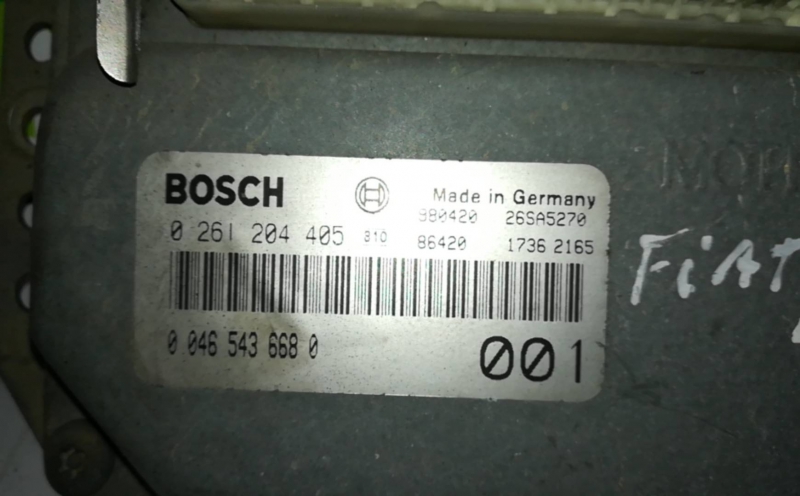 BOSCH Made in Germany
980420 26SA5270
0 261 204 405 810 86420 1736 2165
0 046 543 668 0 001
FiAT